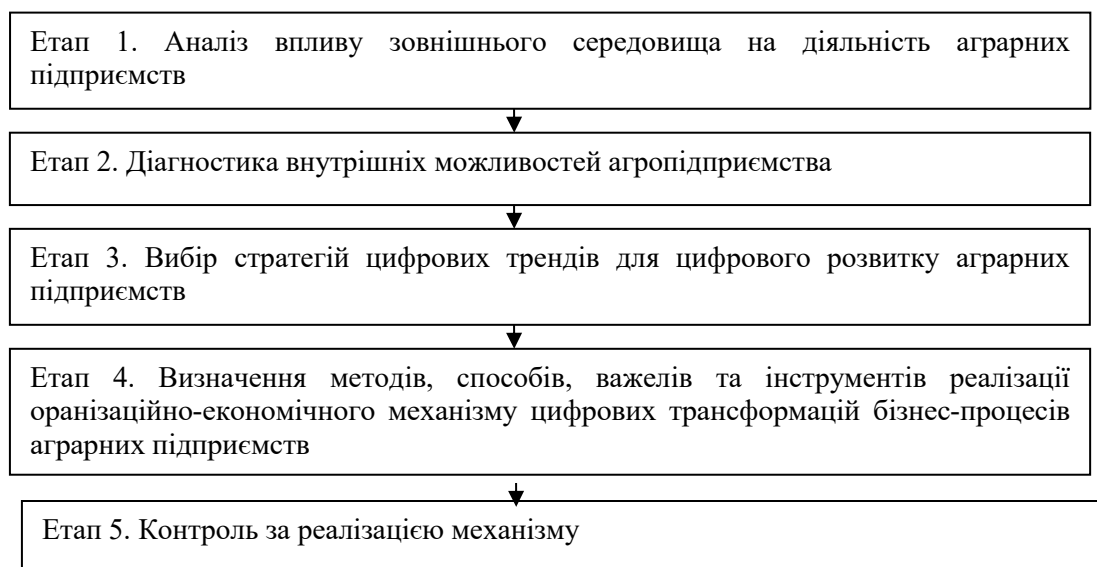 Етап 1. Аналіз впливу зовнішнього середовища на діяльність аграрних
підприємств
Етап 2. Діагностика внутрішніх можливостей агропідприємства
Етап 3. Вибір стратегій цифрових трендів для цифрового розвитку аграрних
підприємств
Етап 4. Визначення методів, способів, важелів та інструментів реалізації
оранізаційно-економічного механізму цифрових трансформацій бізнес-процесів
аграрних підприємств
Етап 5. Контроль за реалізацією механізму